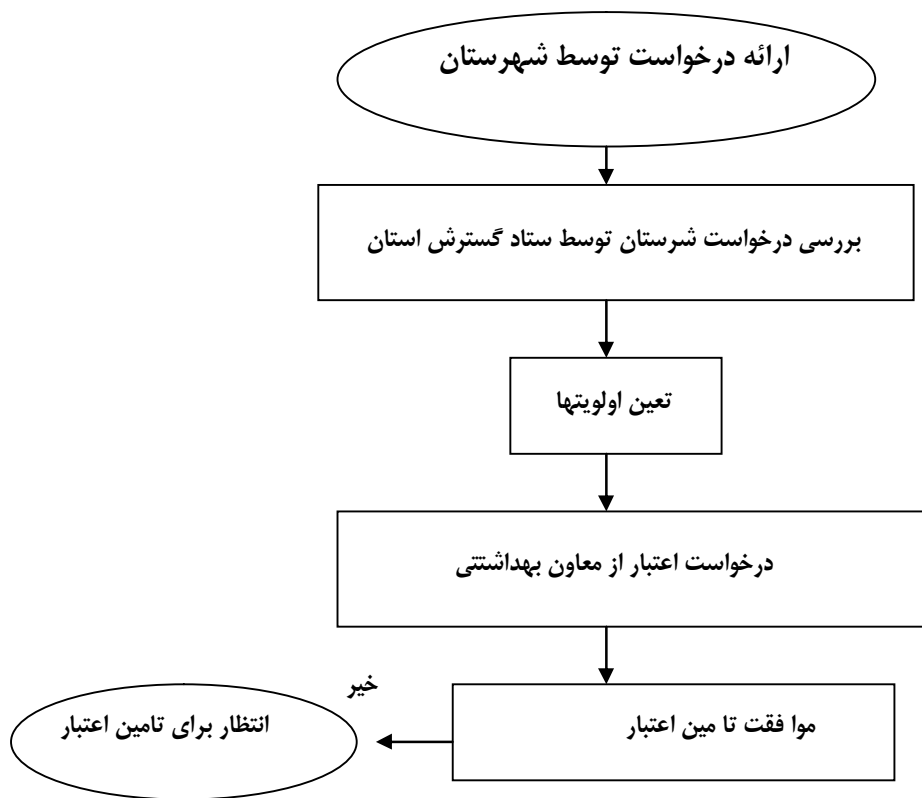 ارائه درخواست توسط شهرستان
بررسی درخواست شرستان توسط ستاد گسترش استان
تعین اولویتها
درخواست اعتبار از معاون بهداشتتی
خیر
موا فقت تا مین اعتبار
انتظار برای تامین اعتبار